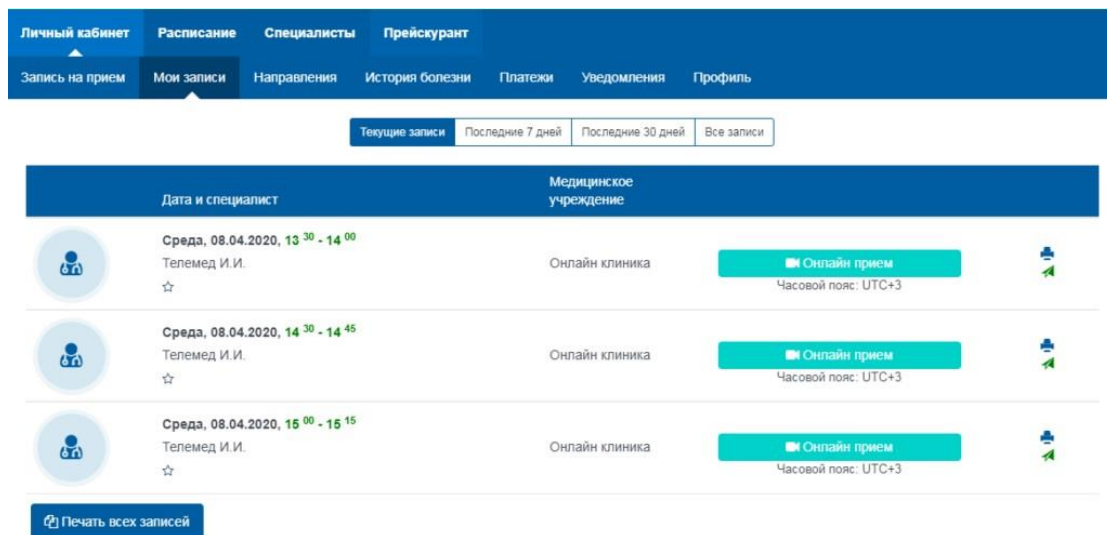 Личный кабинет Расписание Специалисты Прейскурант
Запись на прием Мои записи Направления История болезни Платежи Уведомления Профиль
Текущие записи Последние 7 дней Последние 30 дней Все записи
Дата и специалист Медицинское учреждение
Среда, 08.04.2020, 13 30 - 14 00
Телемед И.И. Онлайн клиника Онлайн прием
Часовой пояс: UTC+3
Среда, 08.04.2020, 14 30 - 14 45
Телемед И.И. Онлайн клиника Онлайн прием
Часовой пояс: UTC+3
Среда, 08.04.2020, 15 00 - 15 15
Телемед И.И. Онлайн клиника Онлайн прием
Часовой пояс: UTC+3
Печать всех записей